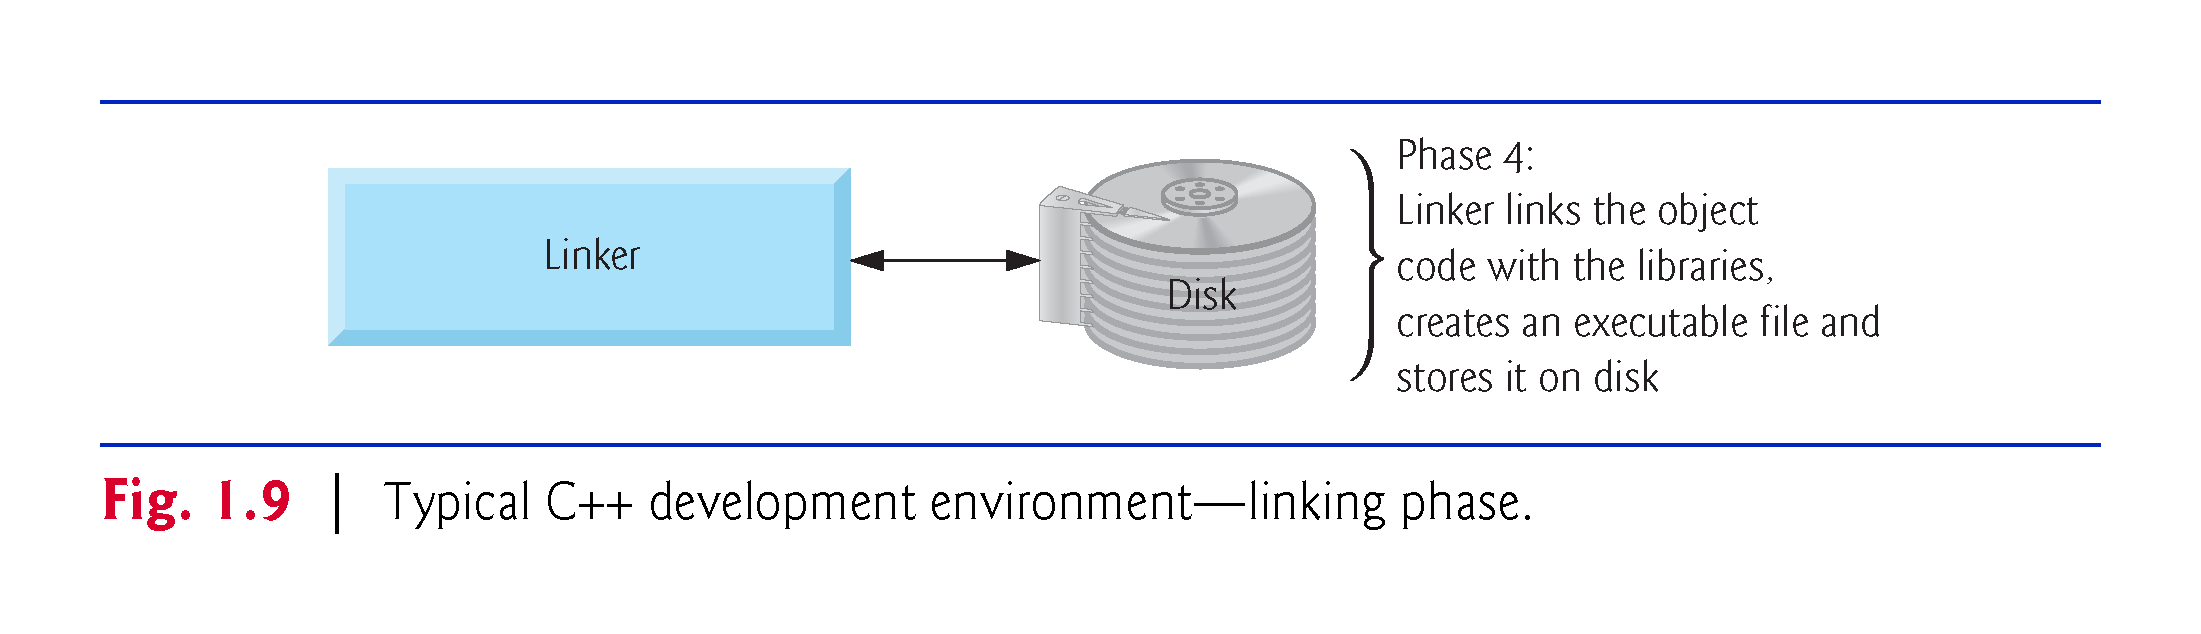 Linker
Disk
Phase 4:
Linker links the object
code with the libraries,
creates an executable file and
stores it on disk
Fig. 1.9 | Typical C++ development environment—linking phase.